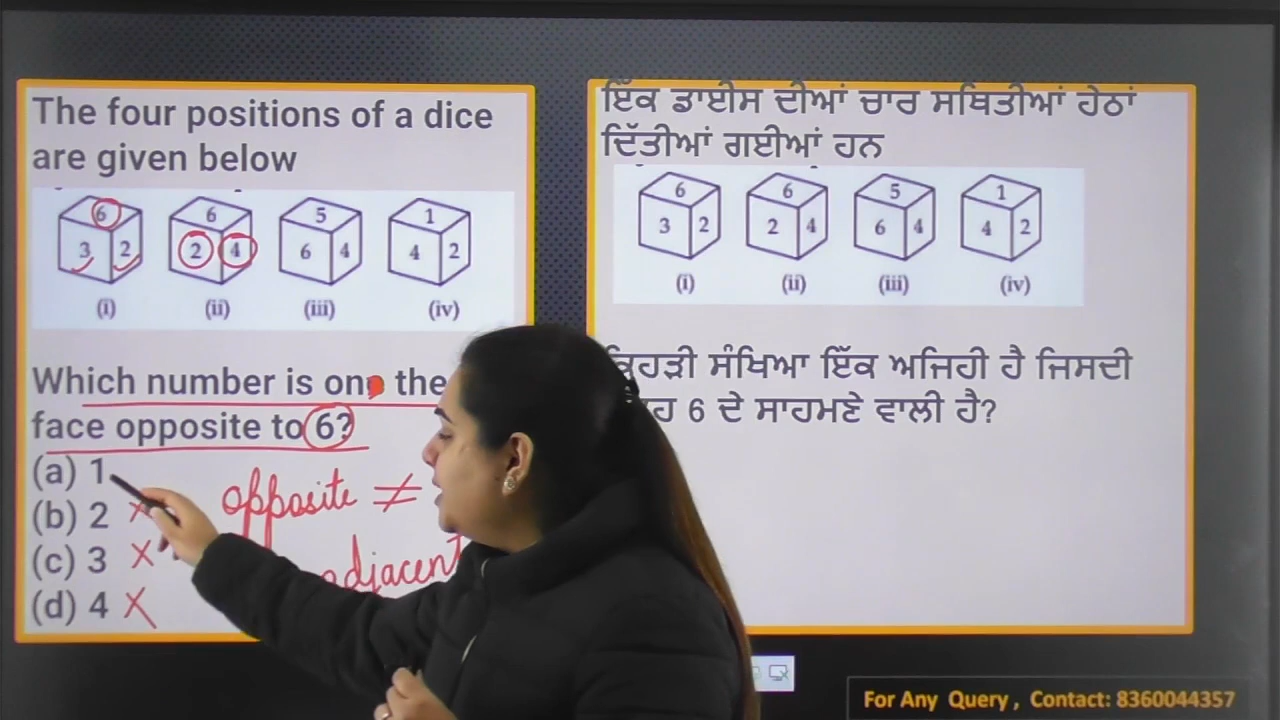 The four positions of a dice
are given below
6 3 2
6 2 4
5 6 4
1 4 2
(i) (ii) (iii) (iv)
Which number is one the
face opposite to 6?
(a) 1
(b) 2 ×
(c) 3 ×
(d) 4 ×
opposite ≠
adjacent
ਇੱਕ ਡਾਈਸ ਦੀਆਂ ਚਾਰ ਸਥਿਤੀਆਂ ਹੇਠਾਂ
ਦਿੱਤੀਆਂ ਗਈਆਂ ਹਨ
6 3 2
6 2 4
5 6 4
1 4 2
(i) (ii) (iii) (iv)
ਸੰਖਿਆ ਇੱਕ ਅਜਿਹੀ ਹੈ ਜਿਸਦੀ
6 ਦੇ ਸਾਹਮਣੇ ਵਾਲੀ ਹੈ?
For Any Query , Contact: 8360044357